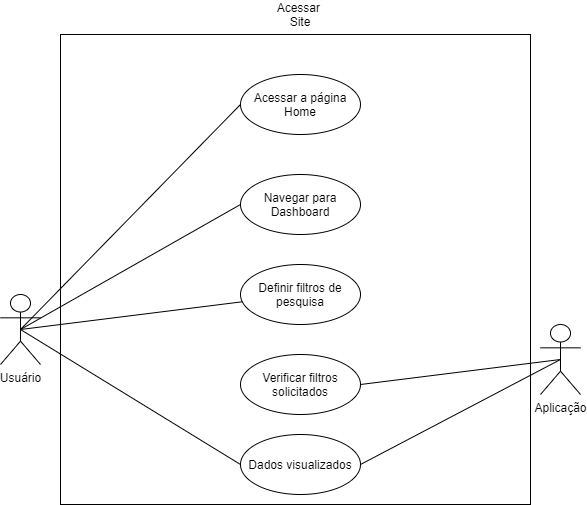 Acessar
Site
Acessar a página
Home
Navegar para
Dashboard
Definir filtros de
pesquisa
Usuário
Verificar filtros
solicitados
Aplicação
Dados visualizados